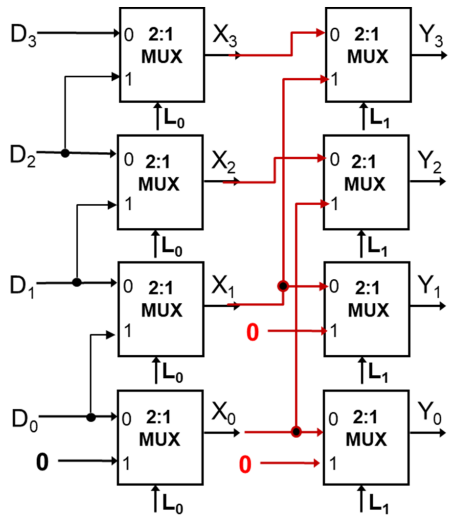 D3 0 2:1 X3 0 2:1 Y3
MUX MUX
1 1
L0 L1
D2 0 2:1 X2 0 2:1 Y2
MUX MUX
1 1
L0 L1
D1 0 2:1 X1 0 2:1 Y1
MUX MUX
1 0 1
L0 L1
D0 0 2:1 X0 0 2:1 Y0
MUX MUX
0 1 0 1
L0 L1